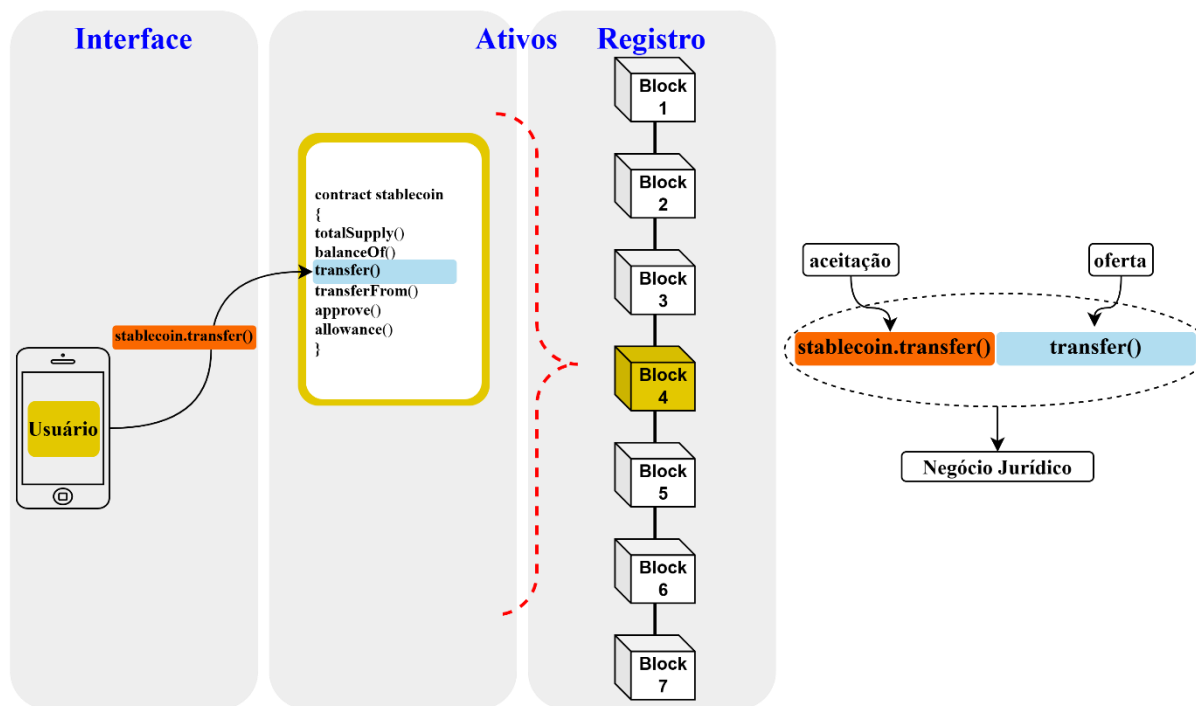 Interface
Ativos
Registro
Usuário
stablecoin.transfer()
contract stablecoin
{
totalSupply()
balanceOf()
transfer()
transferFrom()
approve()
allowance()
}
Block
1
Block
2
Block
3
Block
4
Block
5
Block
6
Block
7
aceitação
oferta
stablecoin.transfer()
transfer()
Negócio Jurídico